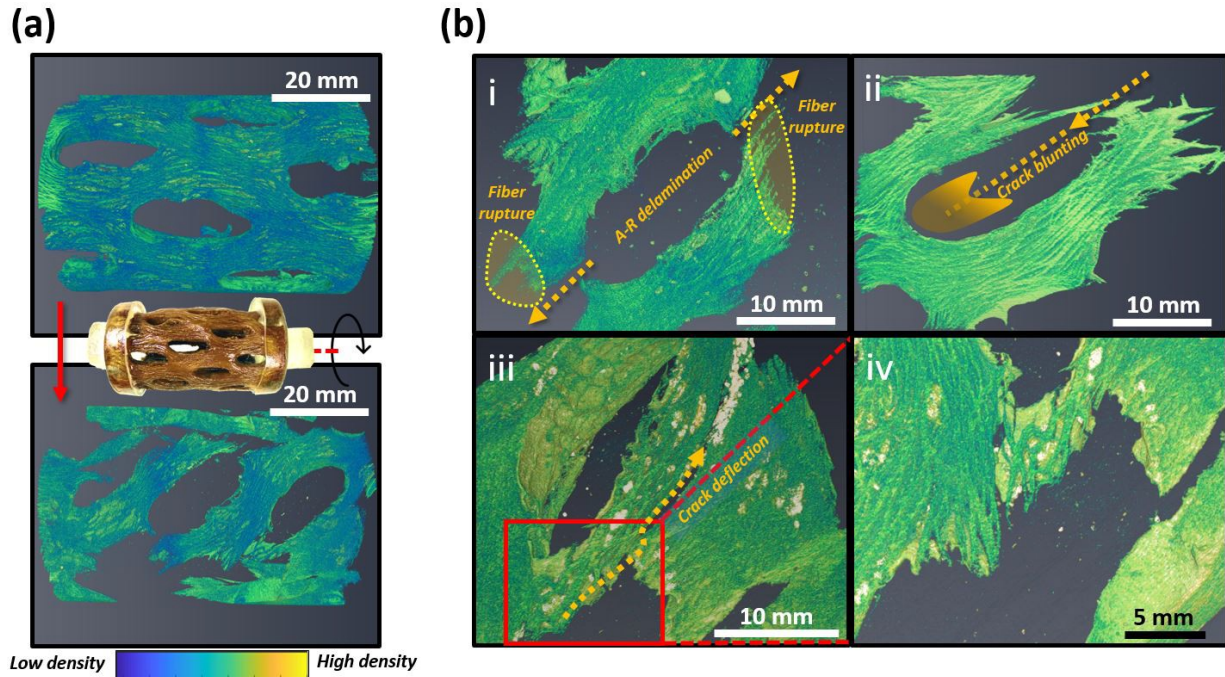 (a)
20 mm
20 mm
Low density
High density
(b)
i
Fiber
rupture
A-R delamination
Fiber
rupture
10 mm
ii
Crack blunting
10 mm
iii
Crack deflection
10 mm
iv
5 mm